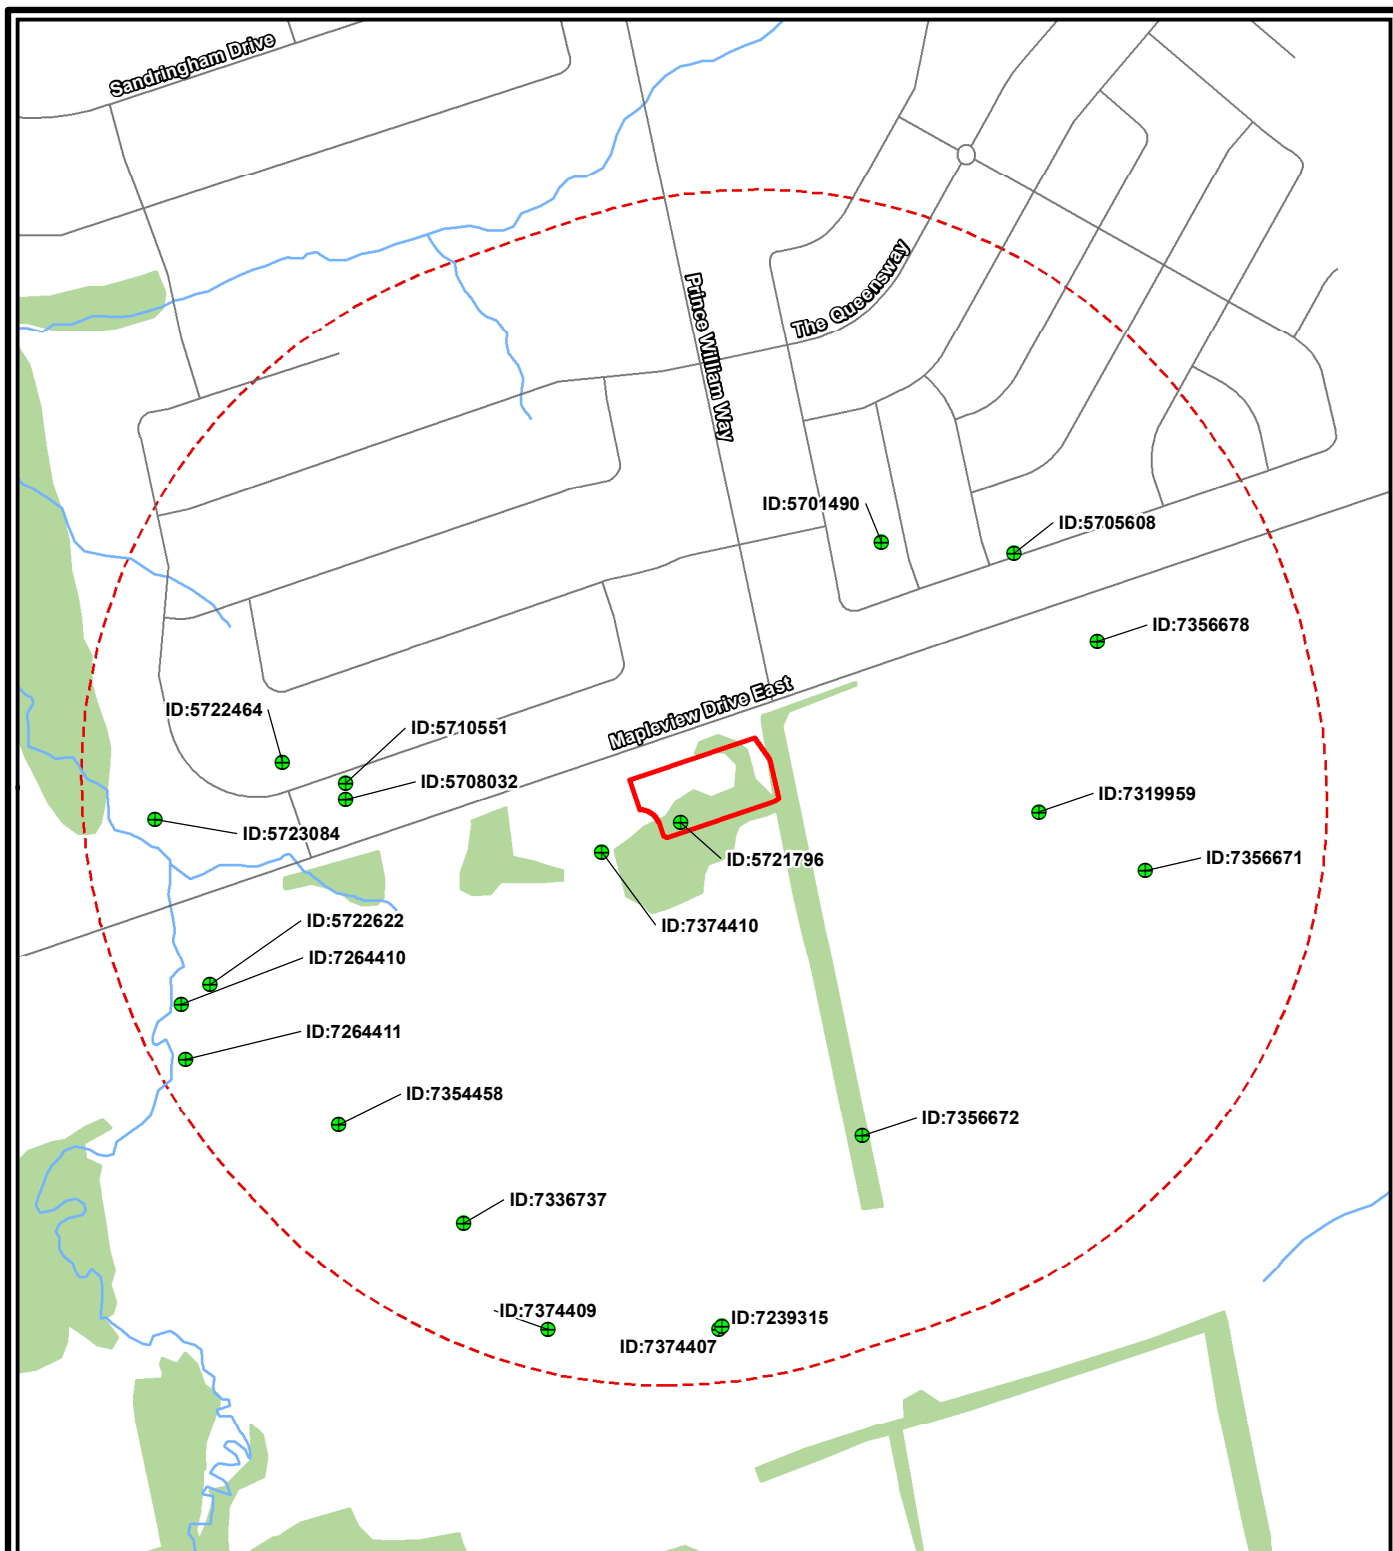 Sandringham Drive
The Queensway
Prince William Way
ID:5701490
ID:5705608
ID:7356678
Mapleview Drive East
ID:5722464
ID:5710551
ID:5708032
ID:7319959
ID:5723084
ID:5721796
ID:7356671
ID:5722622
ID:7374410
ID:7264410
ID:7264411
ID:7354458
ID:7356672
ID:7336737
ID:7374409
ID:7239315
ID:7374407